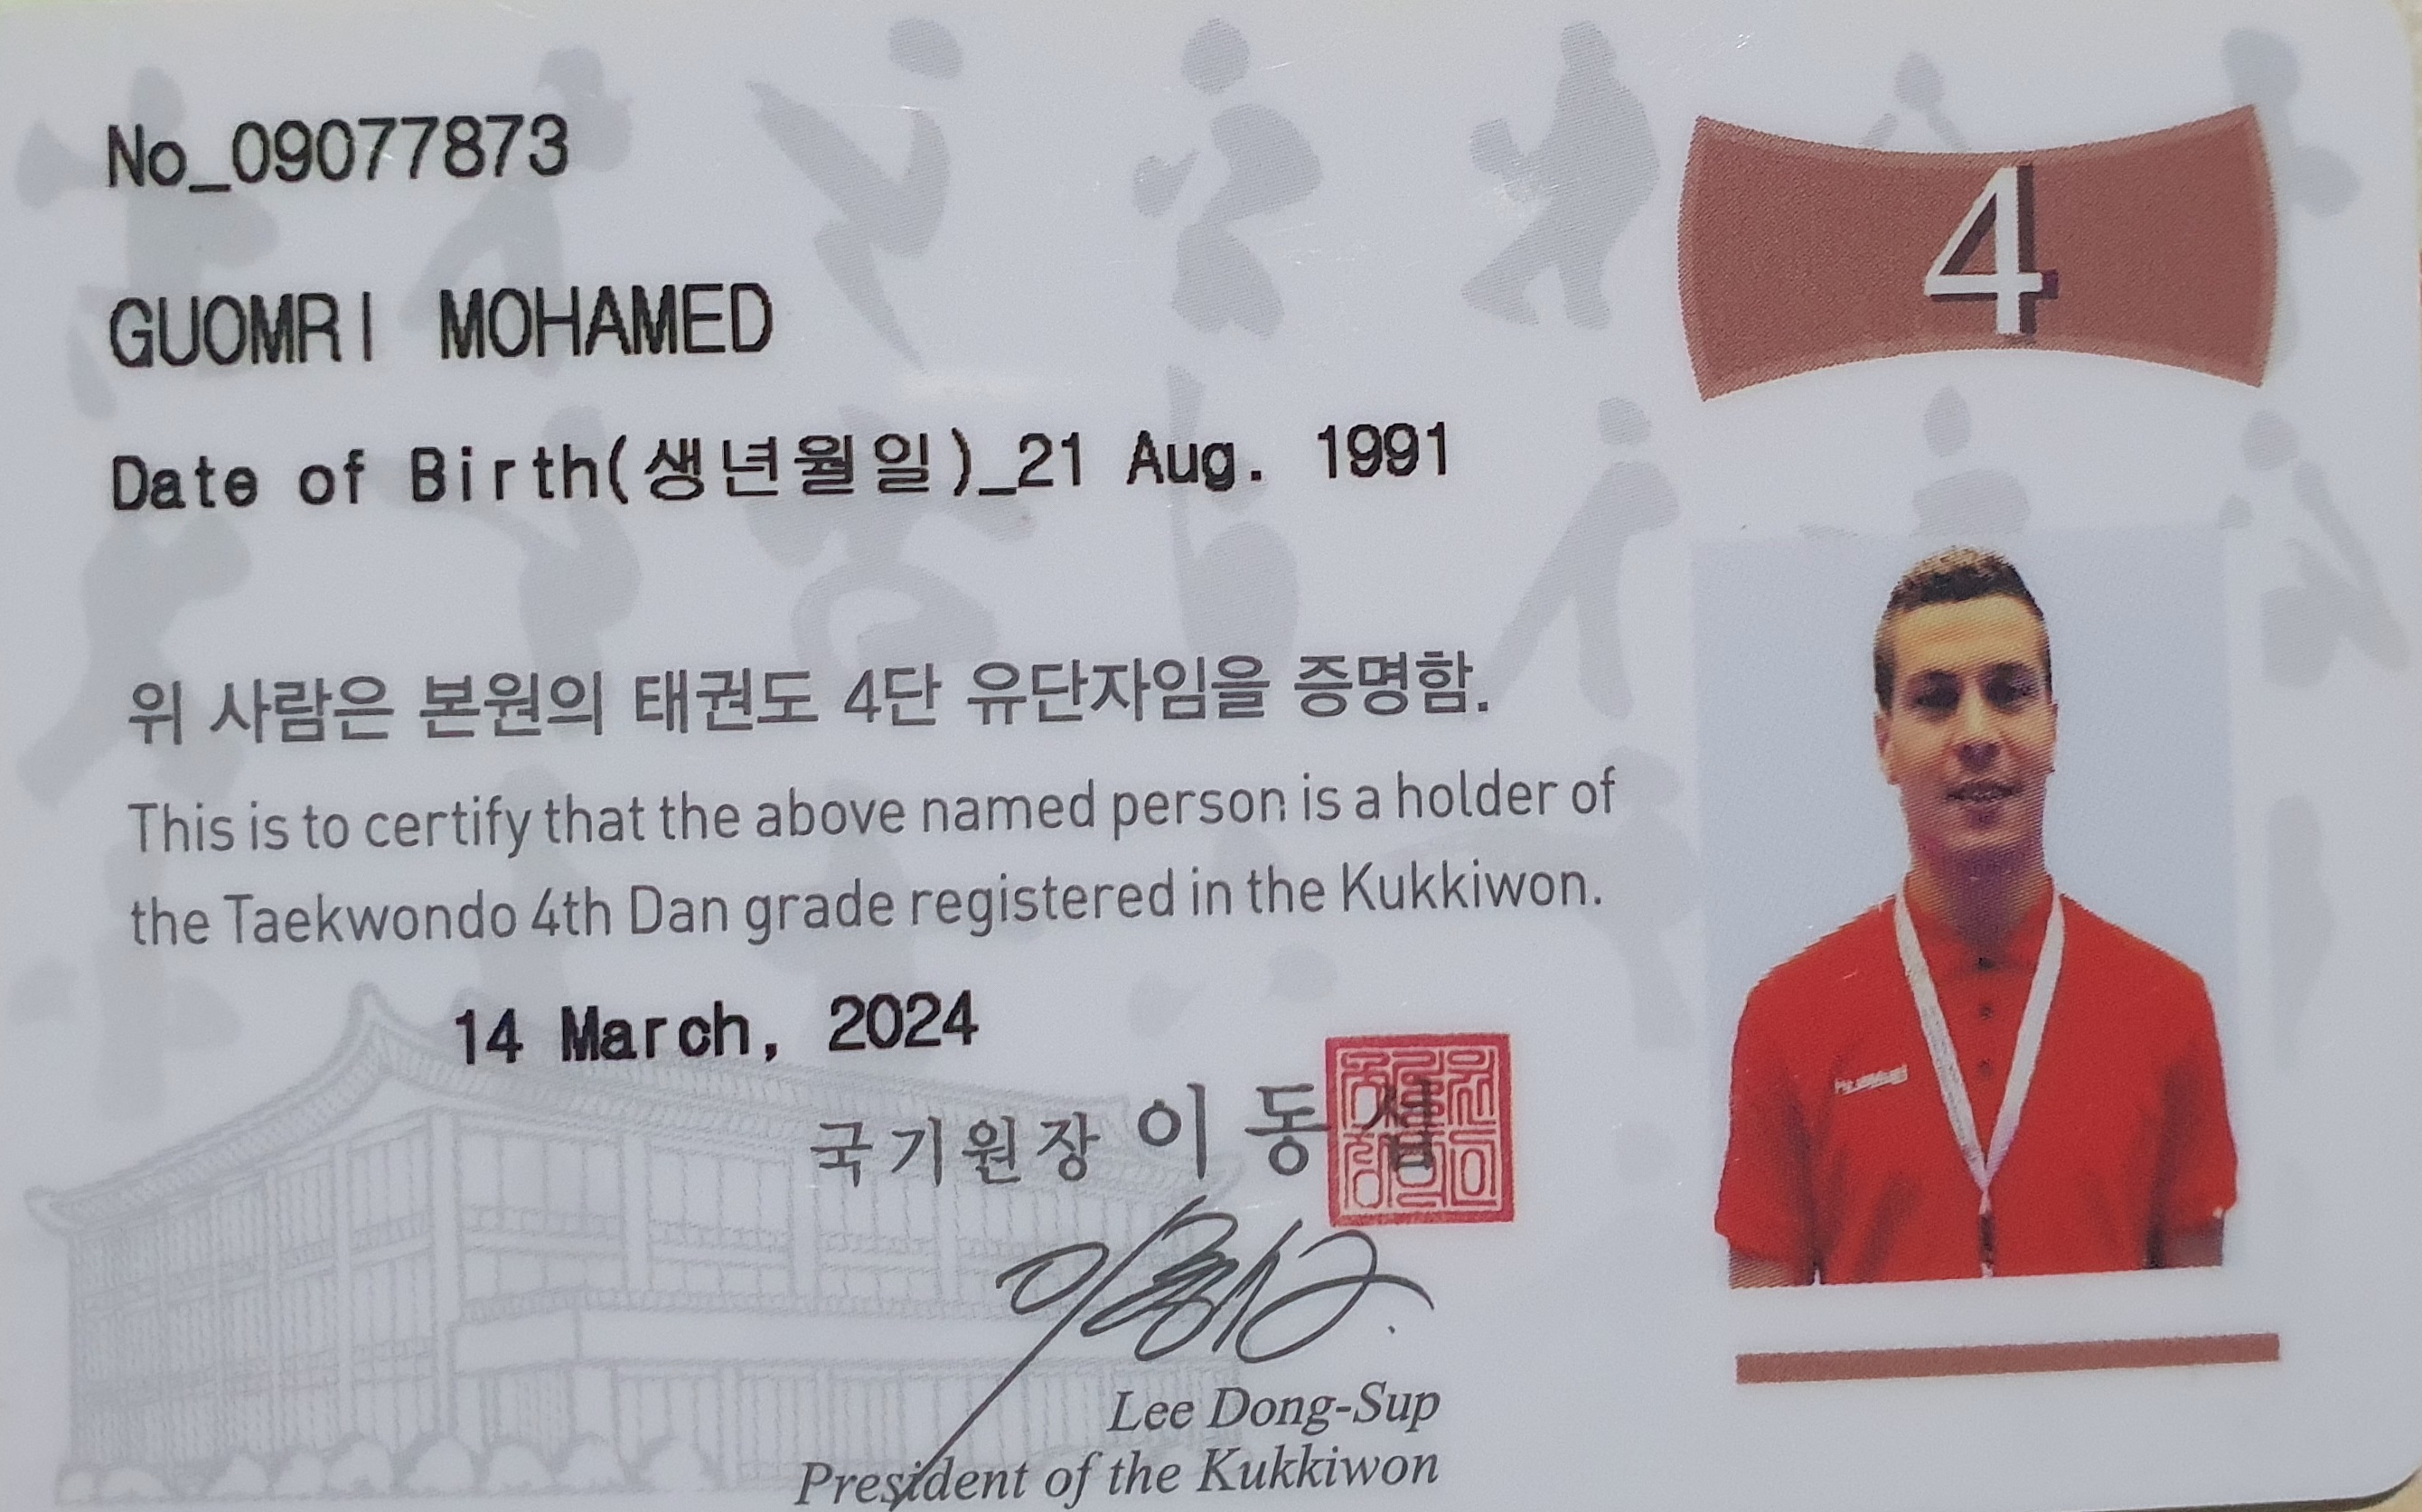 No_09077873
4
GUOMRI MOHAMED
Date of Birth(생년월일)_21 Aug. 1991
위 사람은 본원의 태권도 4단 유단자임을 증명함.
This is to certify that the above named person is a holder of
the Taekwondo 4th Dan grade registered in the Kukkiwon.
14 March, 2024
국기원장 이 동 섭
Lee Dong-Sup
President of the Kukkiwon